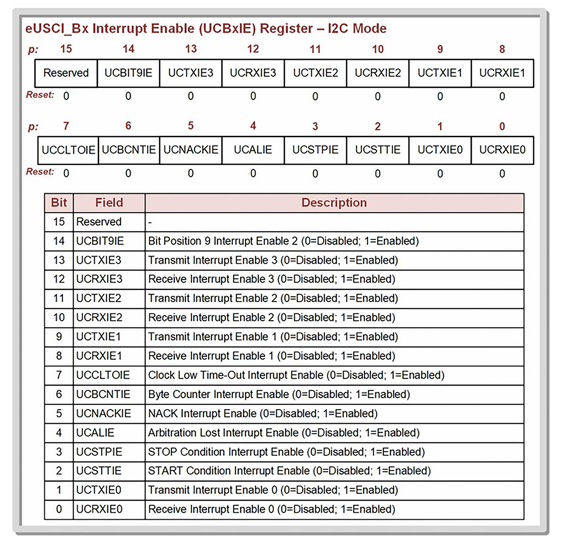 eUSCI_Bx Interrupt Enable (UCBxIE) Register – I2C Mode
p: 15 14 13 12 11 10 9 8
Reserved UCBIT9IE UCTXIE3 UCRXIE3 UCTXIE2 UCRXIE2 UCTXIE1 UCRXIE1
Reset: 0 0 0 0 0 0 0 0
p: 7 6 5 4 3 2 1 0
UCCLTOIE UCBCNTIE UCNACKIE UCALIE UCSTPIE UCSTTIE UCTXIE0 UCRXIE0
Reset: 0 0 0 0 0 0 0 0
Bit Field Description
15 Reserved -
14 UCBIT9IE Bit Position 9 Interrupt Enable 2 (0=Disabled; 1=Enabled)
13 UCTXIE3 Transmit Interrupt Enable 3 (0=Disabled; 1=Enabled)
12 UCRXIE3 Receive Interrupt Enable 3 (0=Disabled; 1=Enabled)
11 UCTXIE2 Transmit Interrupt Enable 2 (0=Disabled; 1=Enabled)
10 UCRXIE2 Receive Interrupt Enable 2 (0=Disabled; 1=Enabled)
9 UCTXIE1 Transmit Interrupt Enable 1 (0=Disabled; 1=Enabled)
8 UCRXIE1 Receive Interrupt Enable 1 (0=Disabled; 1=Enabled)
7 UCCLTOIE Clock Low Time-Out Interrupt Enable (0=Disabled; 1=Enabled)
6 UCBCNTIE Byte Counter Interrupt Enable (0=Disabled; 1=Enabled)
5 UCNACKIE NACK Interrupt Enable (0=Disabled; 1=Enabled)
4 UCALIE Arbitration Lost Interrupt Enable (0=Disabled; 1=Enabled)
3 UCSTPIE STOP Condition Interrupt Enable (0=Disabled; 1=Enabled)
2 UCSTTIE START Condition Interrupt Enable (0=Disabled; 1=Enabled)
1 UCTXIE0 Transmit Interrupt Enable 0 (0=Disabled; 1=Enabled)
0 UCRXIE0 Receive Interrupt Enable 0 (0=Disabled; 1=Enabled)